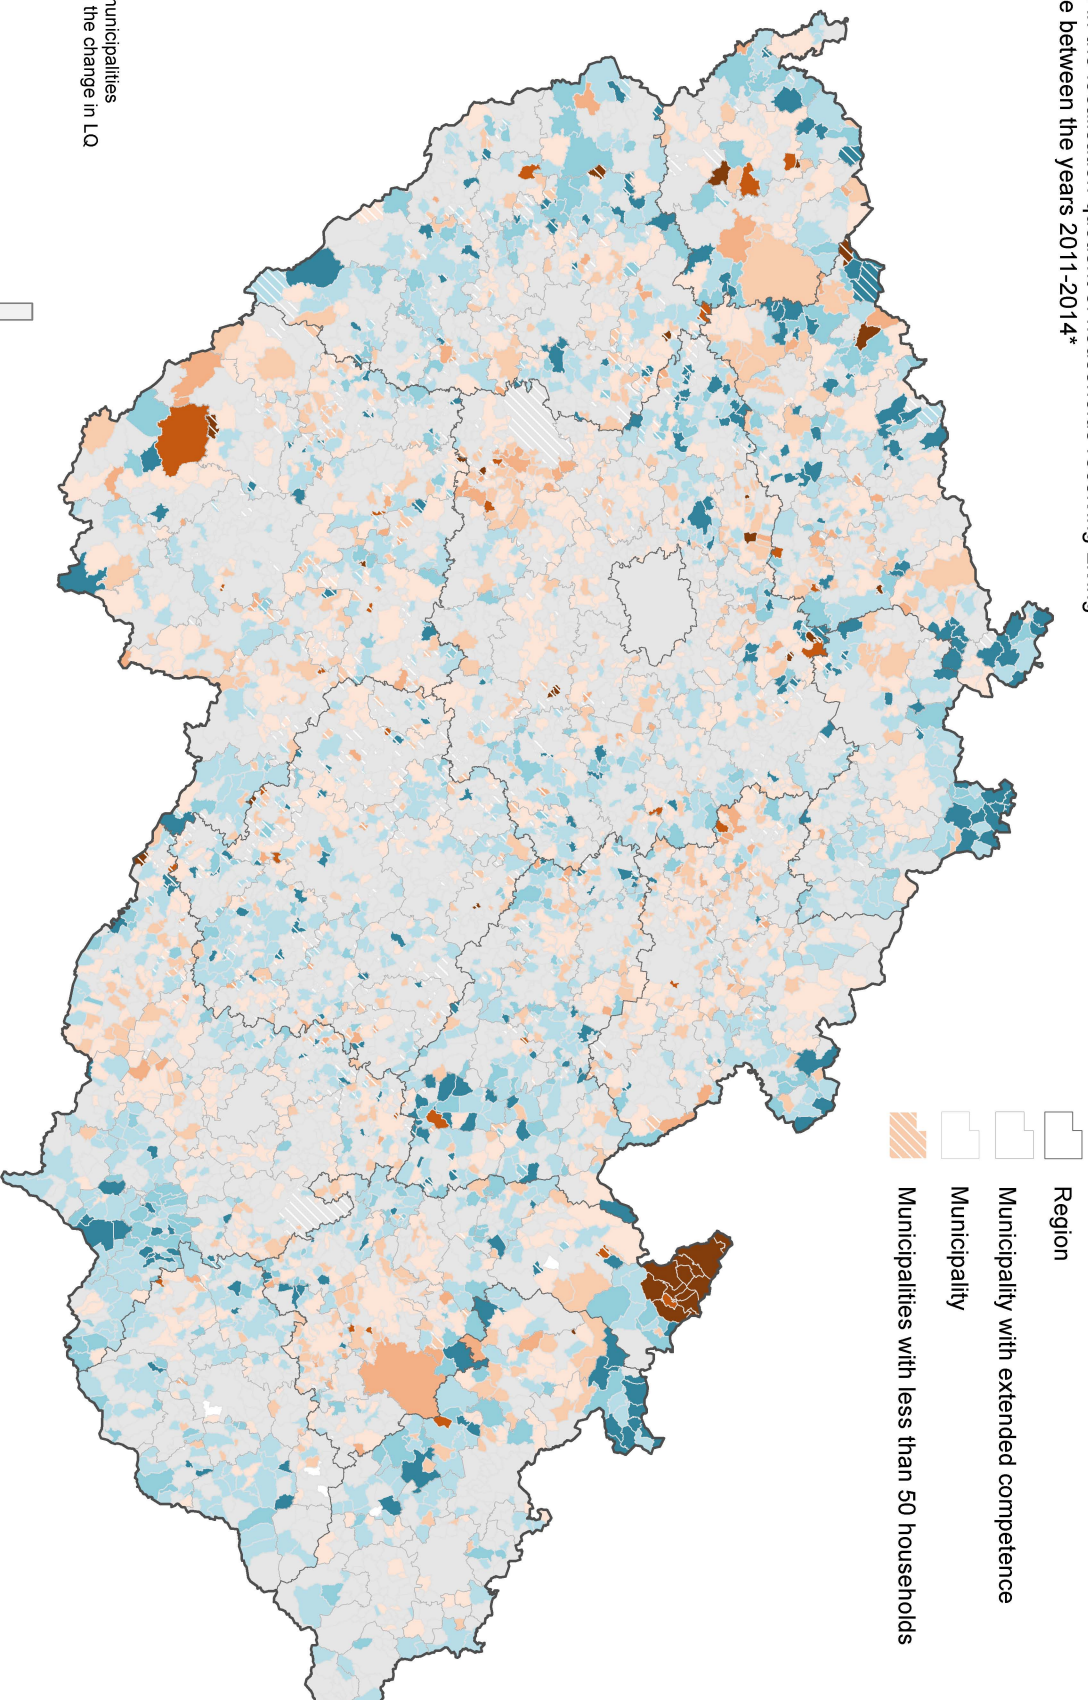 e between the years 2011-2014*
Region
Municipality with extended competence
Municipality
Municipalities with less than 50 households
municipalities
the change in LQ